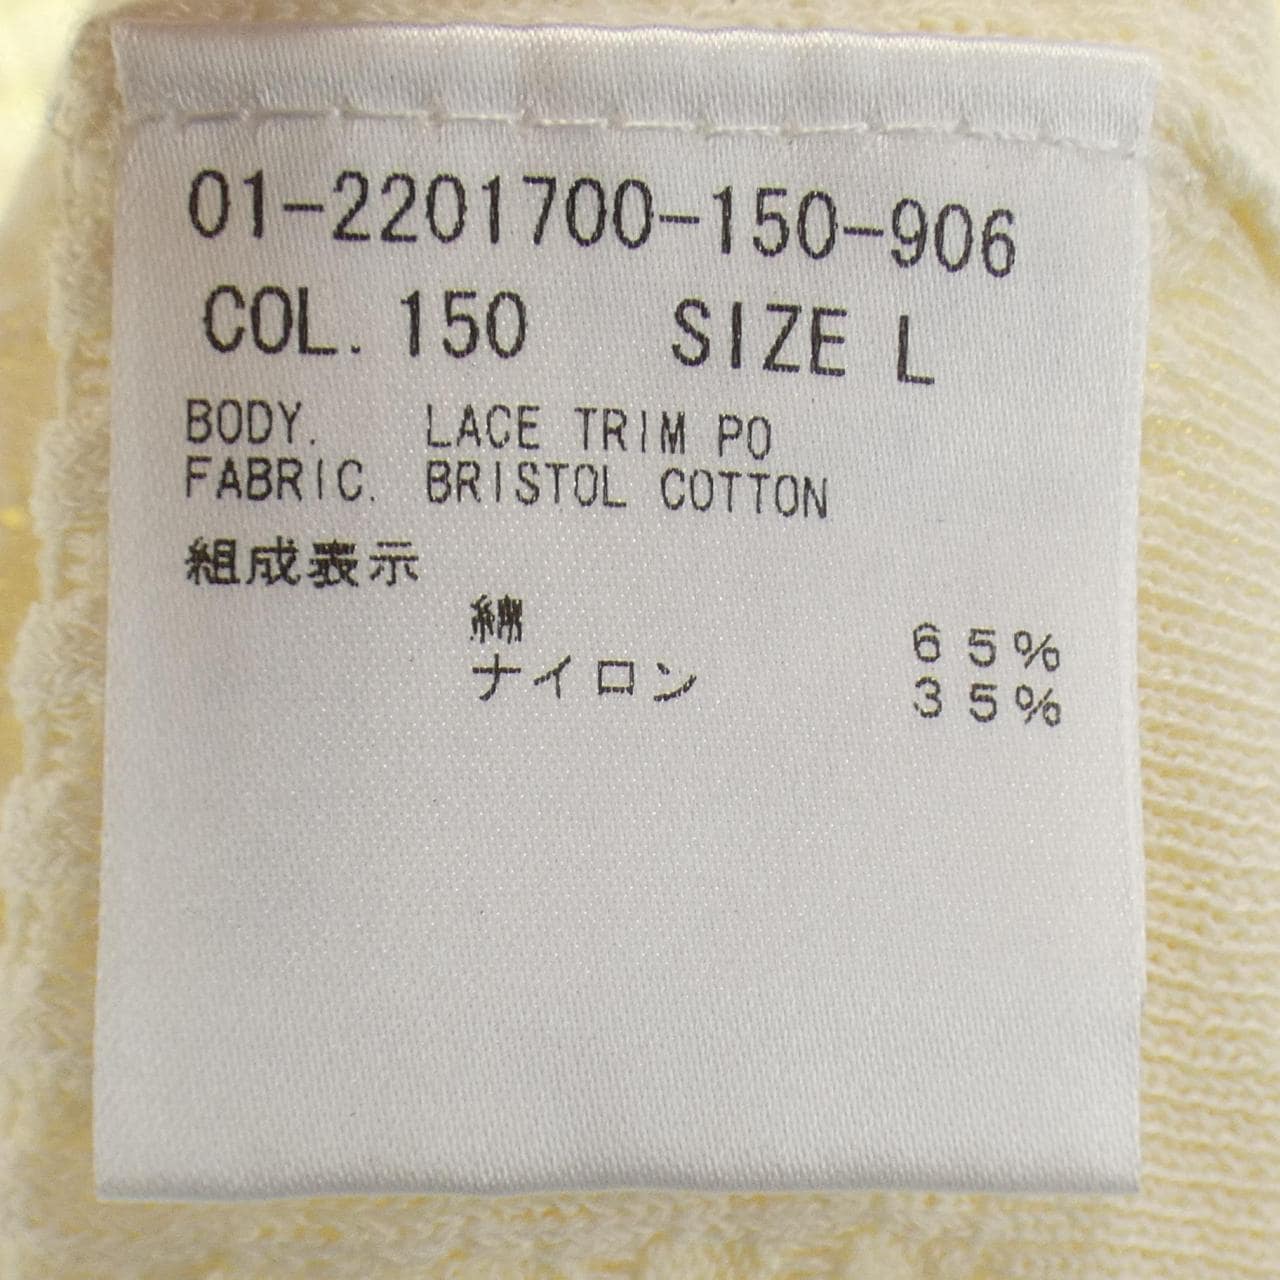 01-2201700-150-906
COL. 150 SIZE L
BODY. LACE TRIM PO
FABRIC. BRISTOL COTTON
組成表示
綿 65%
ナイロン 35%